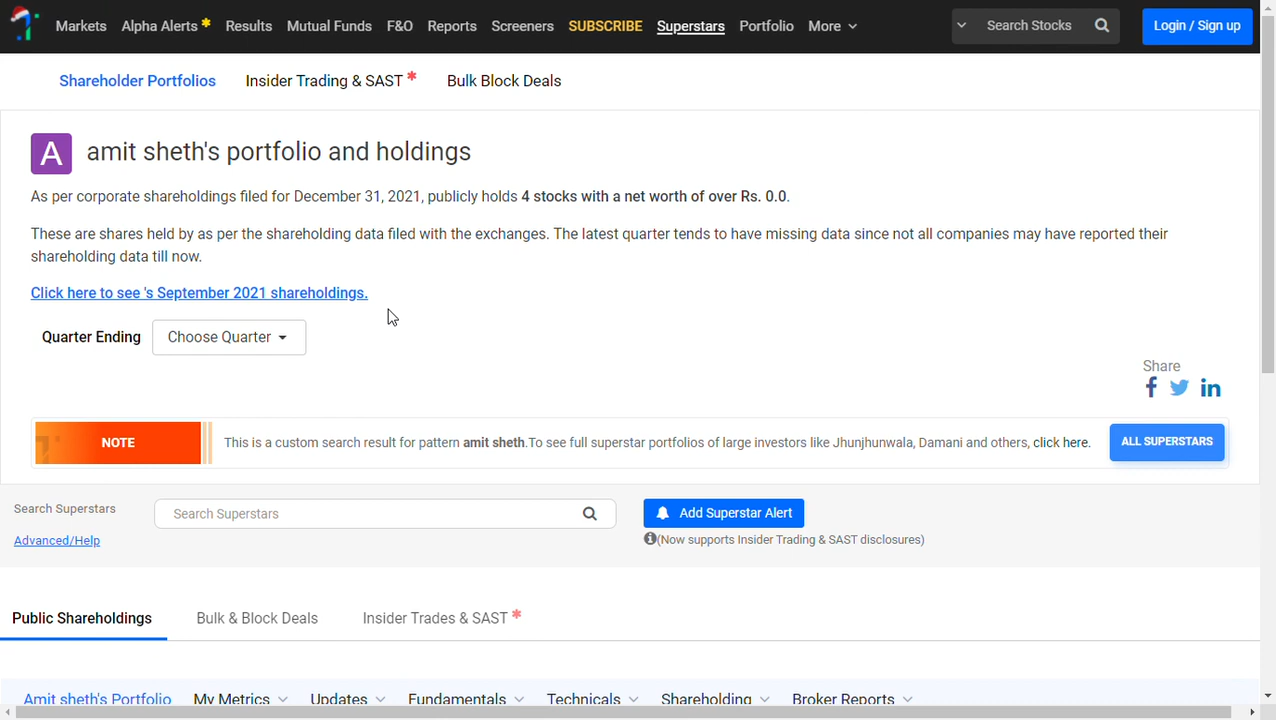 Markets Alpha Alerts * Results Mutual Funds F&O Reports Screeners SUBSCRIBE Superstars Portfolio More Search Stocks Login / Sign up
Shareholder Portfolios Insider Trading & SAST * Bulk Block Deals
A amit sheth's portfolio and holdings
As per corporate shareholdings filed for December 31, 2021, publicly holds 4 stocks with a net worth of over Rs. 0.0.
These are shares held by as per the shareholding data filed with the exchanges. The latest quarter tends to have missing data since not all companies may have reported their
shareholding data till now.
Click here to see 's September 2021 shareholdings.
Quarter Ending Choose Quarter
Share
NOTE This is a custom search result for pattern amit sheth.To see full superstar portfolios of large investors like Jhunjhunwala, Damani and others, click here. ALL SUPERSTARS
Search Superstars Search Superstars Add Superstar Alert
Advanced/Help (Now supports Insider Trading & SAST disclosures)
Public Shareholdings Bulk & Block Deals Insider Trades & SAST *
Amit sheth's Portfolio My Metrics Updates Fundamentals Technicals Shareholding Broker Reports